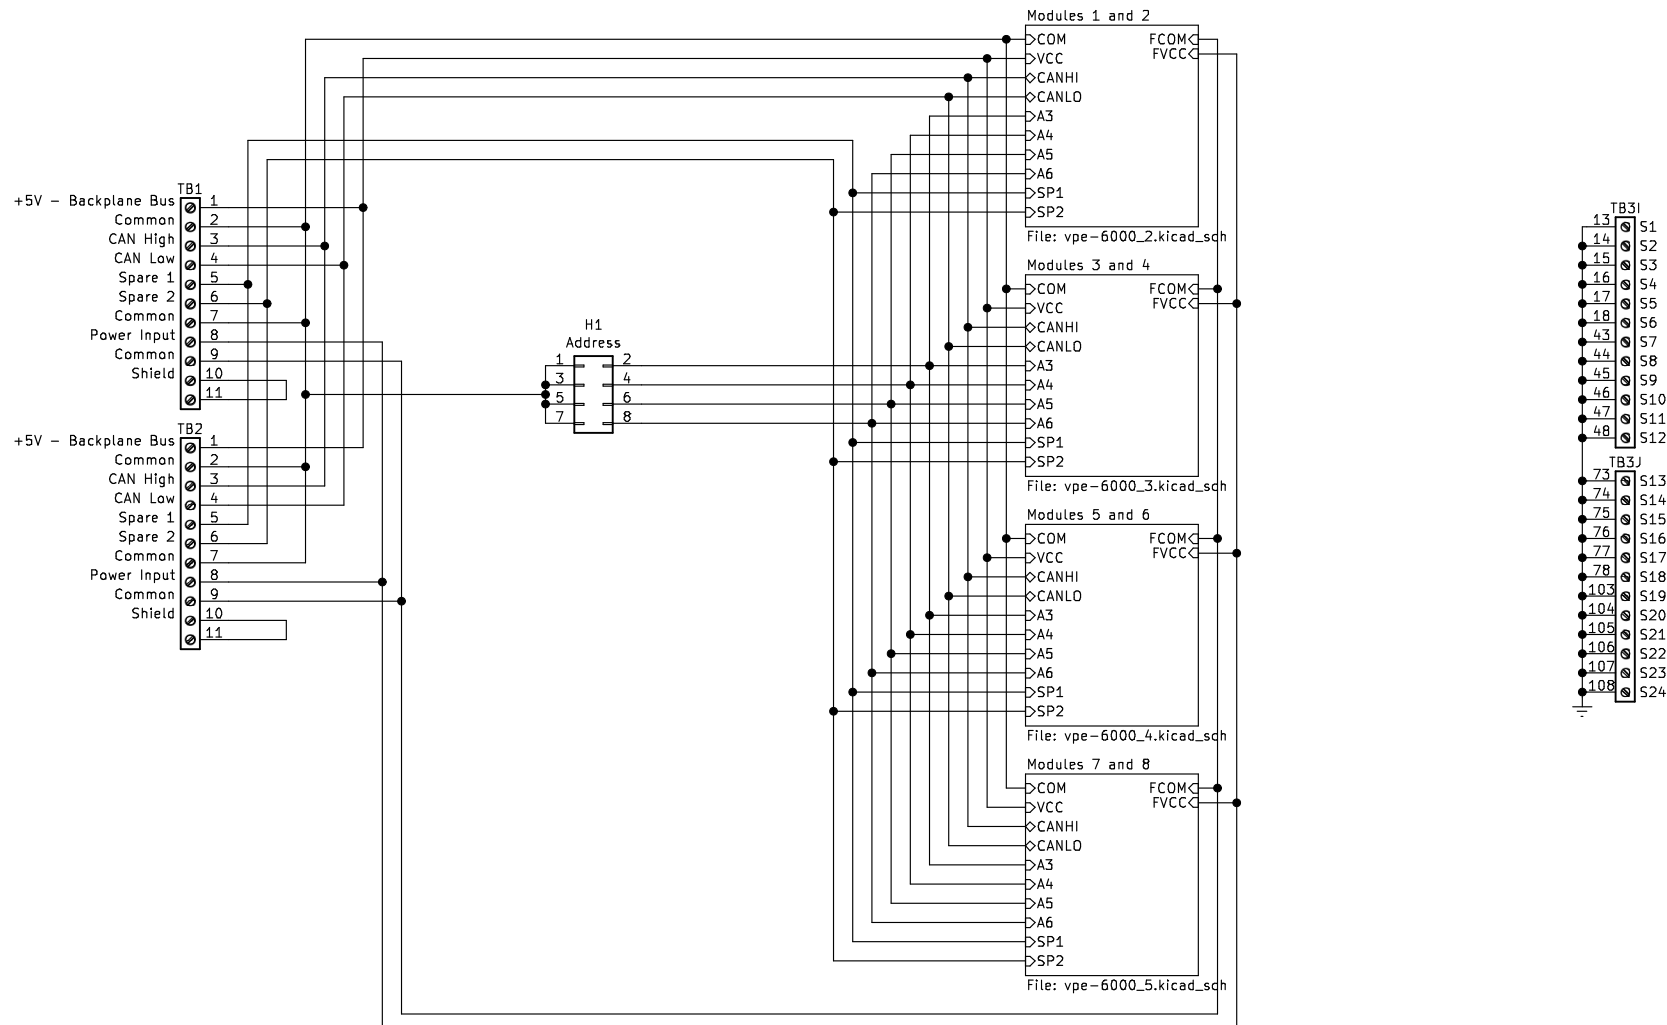 TB1
+5V - Backplane Bus 1
Common 2
CAN High 3
CAN Low 4
Spare 1 5
Spare 2 6
Common 7
Power Input 8
Common 9
Shield 10
11
TB2
+5V - Backplane Bus 1
Common 2
CAN High 3
CAN Low 4
Spare 1 5
Spare 2 6
Common 7
Power Input 8
Common 9
Shield 10
11
H1
Address
1 2
3 4
5 6
7 8
Modules 1 and 2
COM FCOM
VCC FVCC
CANHI
CANLO
A3
A4
A5
A6
SP1
SP2
File: vpe-6000_2.kicad_sch
Modules 3 and 4
COM FCOM
VCC FVCC
CANHI
CANLO
A3
A4
A5
A6
SP1
SP2
File: vpe-6000_3.kicad_sch
Modules 5 and 6
COM FCOM
VCC FVCC
CANHI
CANLO
A3
A4
A5
A6
SP1
SP2
File: vpe-6000_4.kicad_sch
Modules 7 and 8
COM FCOM
VCC FVCC
CANHI
CANLO
A3
A4
A5
A6
SP1
SP2
File: vpe-6000_5.kicad_sch
TB3I
13 S1
14 S2
15 S3
16 S4
17 S5
18 S6
43 S7
44 S8
45 S9
46 S10
47 S11
48 S12
TB3J
73 S13
74 S14
75 S15
76 S16
77 S17
78 S18
103 S19
104 S20
105 S21
106 S22
107 S23
108 S24